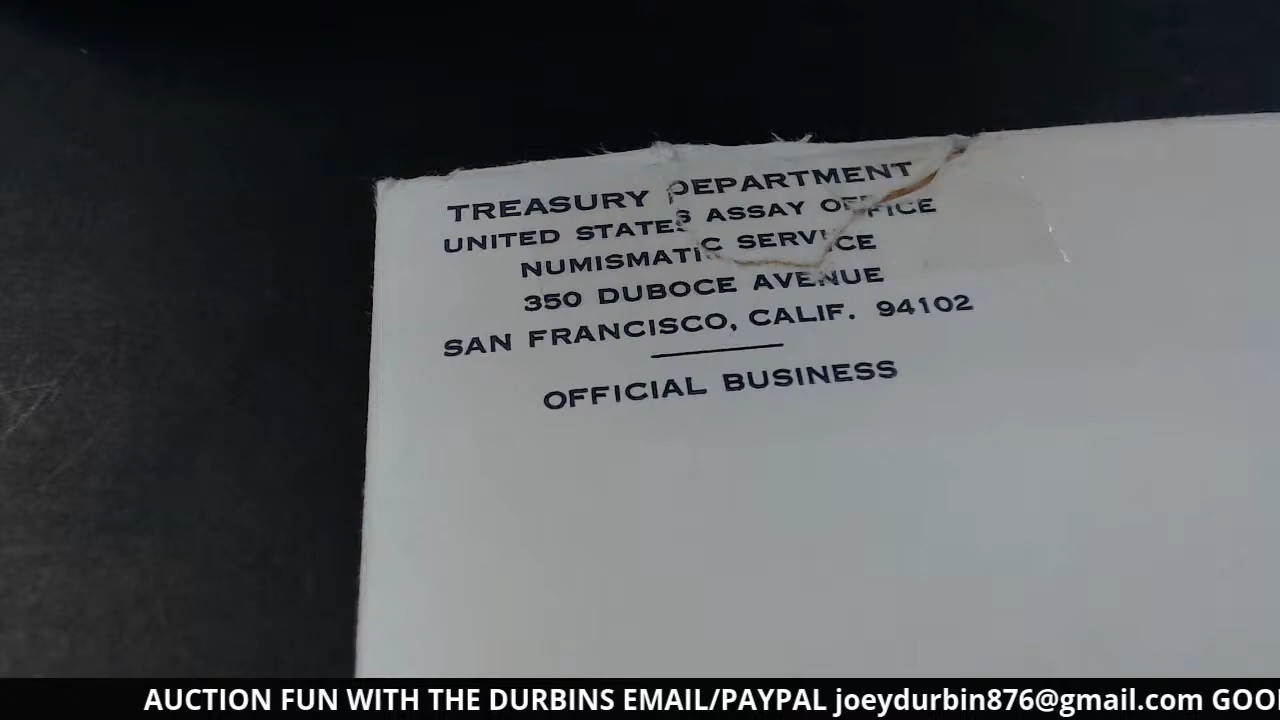 TREASURY DEPARTMENT
UNITED STATES ASSAY OFFICE
NUMISMATIC SERVICE
350 DUBOCE AVENUE
SAN FRANCISCO, CALIF. 94102
OFFICIAL BUSINESS
AUCTION FUN WITH THE DURBINS EMAIL/PAYPAL joeydurbin876@gmail.com